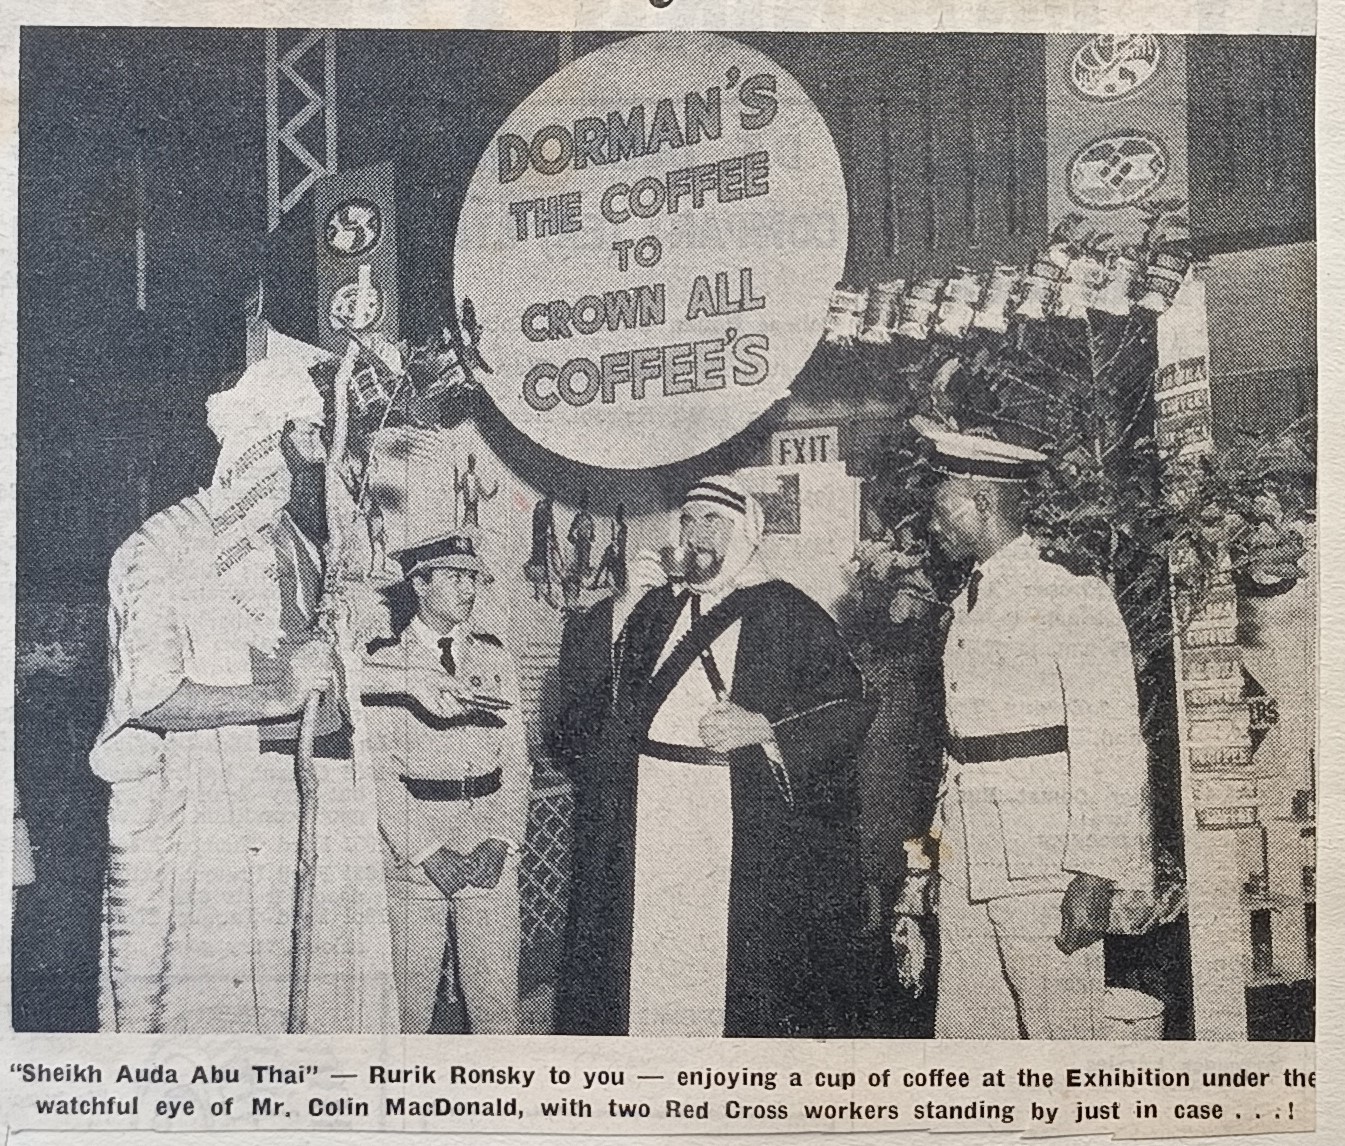 DORMAN'S
THE COFFEE
TO
CROWN ALL
COFFEE'S
EXIT
"Sheikh Auda Abu Thai" — Rurik Ronsky to you — enjoying a cup of coffee at the Exhibition under the
watchful eye of Mr. Colin MacDonald, with two Red Cross workers standing by just in case . . .!